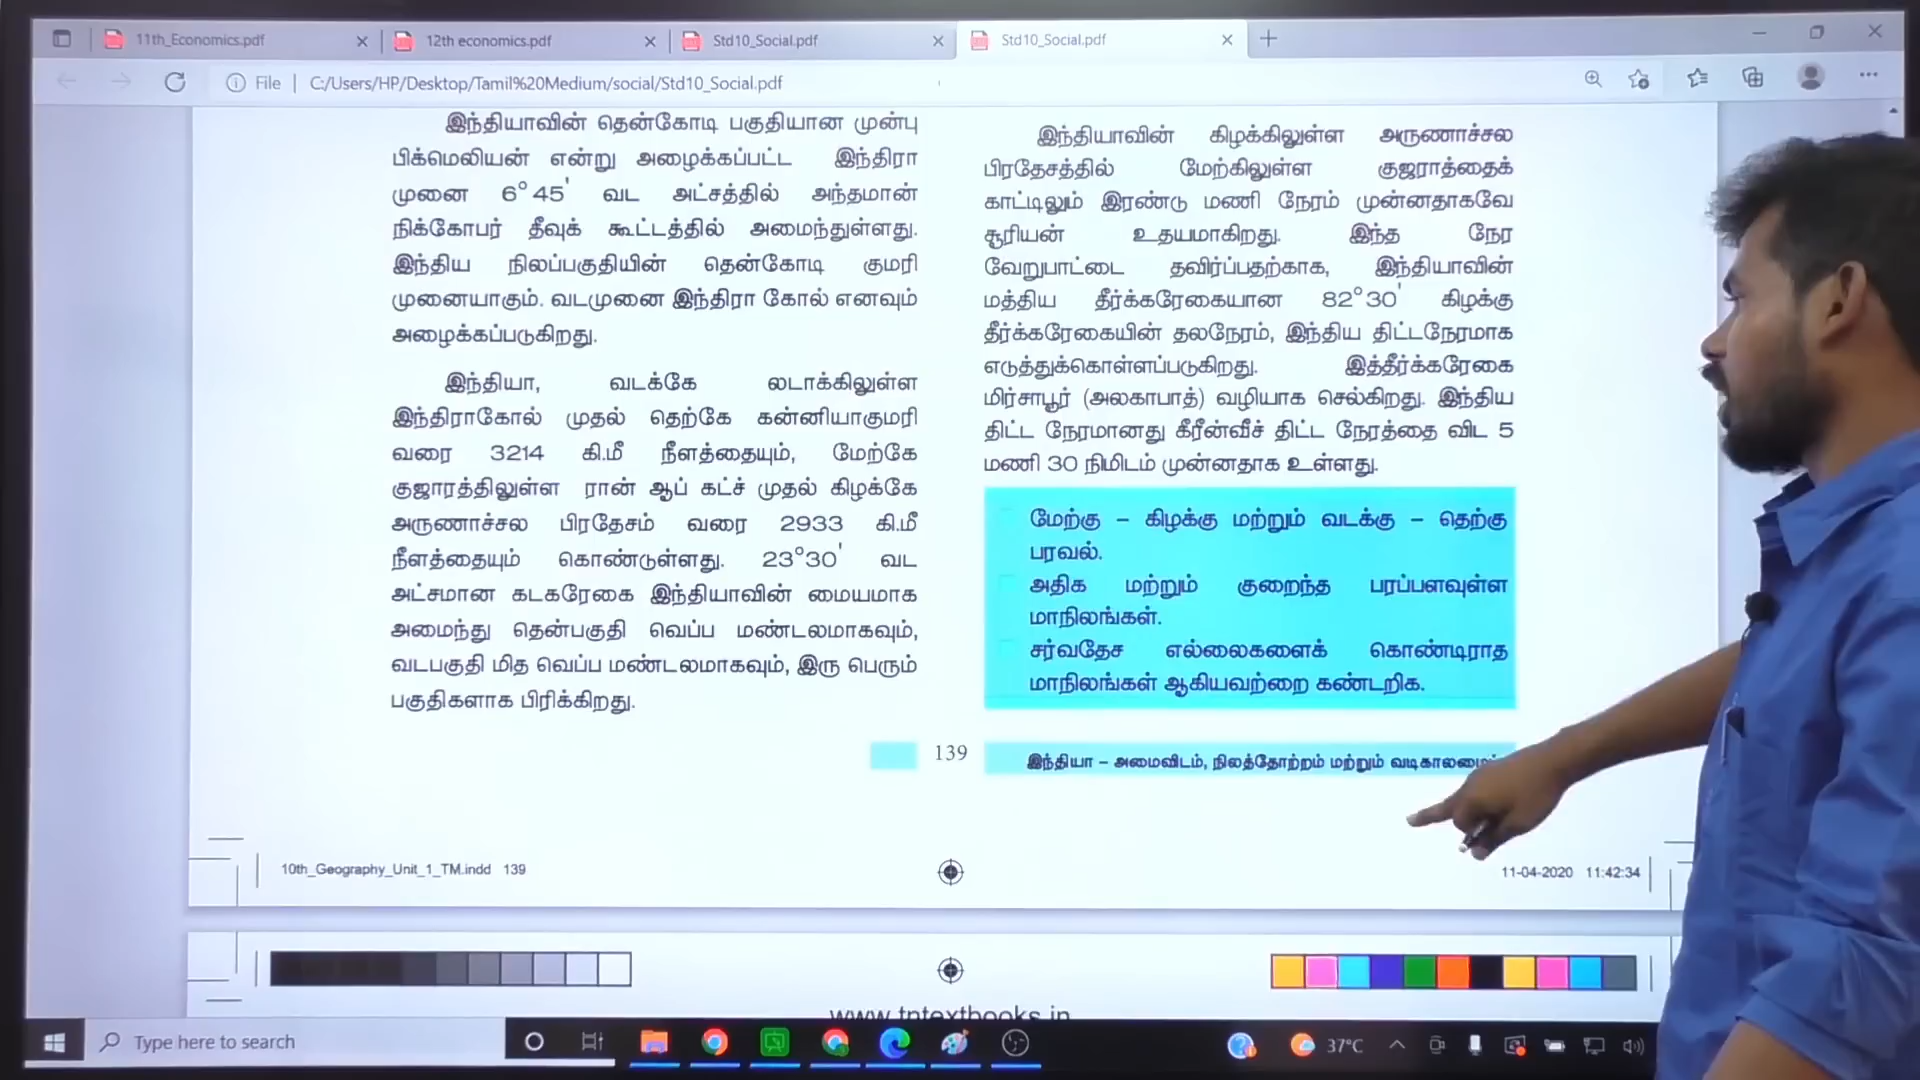 11th_Economics.pdf
12th economics.pdf
Std10_Social.pdf
Std10_Social.pdf
File
C:/Users/HP/Desktop/Tamil%20Medium/social/Std10_Social.pdf
இந்தியாவின் தென்கோடி பகுதியான முன்பு
பிக்மெலியன் என்று அழைக்கப்பட்ட இந்திரா
முனை 6°45' வட அட்சத்தில் அந்தமான்
நிக்கோபர் தீவுக் கூட்டத்தில் அமைந்துள்ளது.
இந்திய நிலப்பகுதியின் தென்கோடி குமரி
முனையாகும். வடமுனை இந்திரா கோல் எனவும்
அழைக்கப்படுகிறது.
இந்தியா, வடக்கே லடாக்கிலுள்ள
இந்திராகோல் முதல் தெற்கே கன்னியாகுமரி
வரை 3214 கி.மீ நீளத்தையும், மேற்கே
குஜாரத்திலுள்ள ரான் ஆப் கட்ச் முதல் கிழக்கே
அருணாச்சல பிரதேசம் வரை 2933 கி.மீ
நீளத்தையும் கொண்டுள்ளது. 23°30' வட
அட்சமான கடகரேகை இந்தியாவின் மையமாக
அமைந்து தென்பகுதி வெப்ப மண்டலமாகவும்,
வடபகுதி மித வெப்ப மண்டலமாகவும், இரு பெரும்
பகுதிகளாக பிரிக்கிறது.
இந்தியாவின் கிழக்கிலுள்ள அருணாச்சல
பிரதேசத்தில் மேற்கிலுள்ள குஜராத்தைக்
காட்டிலும் இரண்டு மணி நேரம் முன்னதாகவே
சூரியன் உதயமாகிறது. இந்த நேர
வேறுபாட்டை தவிர்ப்பதற்காக, இந்தியாவின்
மத்திய தீர்க்கரேகையான 82°30' கிழக்கு
தீர்க்கரேகையின் தலநேரம், இந்திய திட்டநேரமாக
எடுத்துக்கொள்ளப்படுகிறது. இத்தீர்க்கரேகை
மிர்சாபூர் (அலகாபாத்) வழியாக செல்கிறது. இந்திய
திட்ட நேரமானது கீரீன்வீச் திட்ட நேரத்தை விட 5
மணி 30 நிமிடம் முன்னதாக உள்ளது.
மேற்கு – கிழக்கு மற்றும் வடக்கு – தெற்கு
பரவல்.
அதிக மற்றும் குறைந்த பரப்பளவுள்ள
மாநிலங்கள்.
சர்வதேச எல்லைகளைக் கொண்டிராத
மாநிலங்கள் ஆகியவற்றை கண்டறிக.
139
இந்தியா – அமைவிடம், நிலத்தோற்றம் மற்றும்
10th_Geography_Unit_1_TM.indd 139
11-04-2020 11:42:34
www.tntextbooks.in
Type here to search
37°C